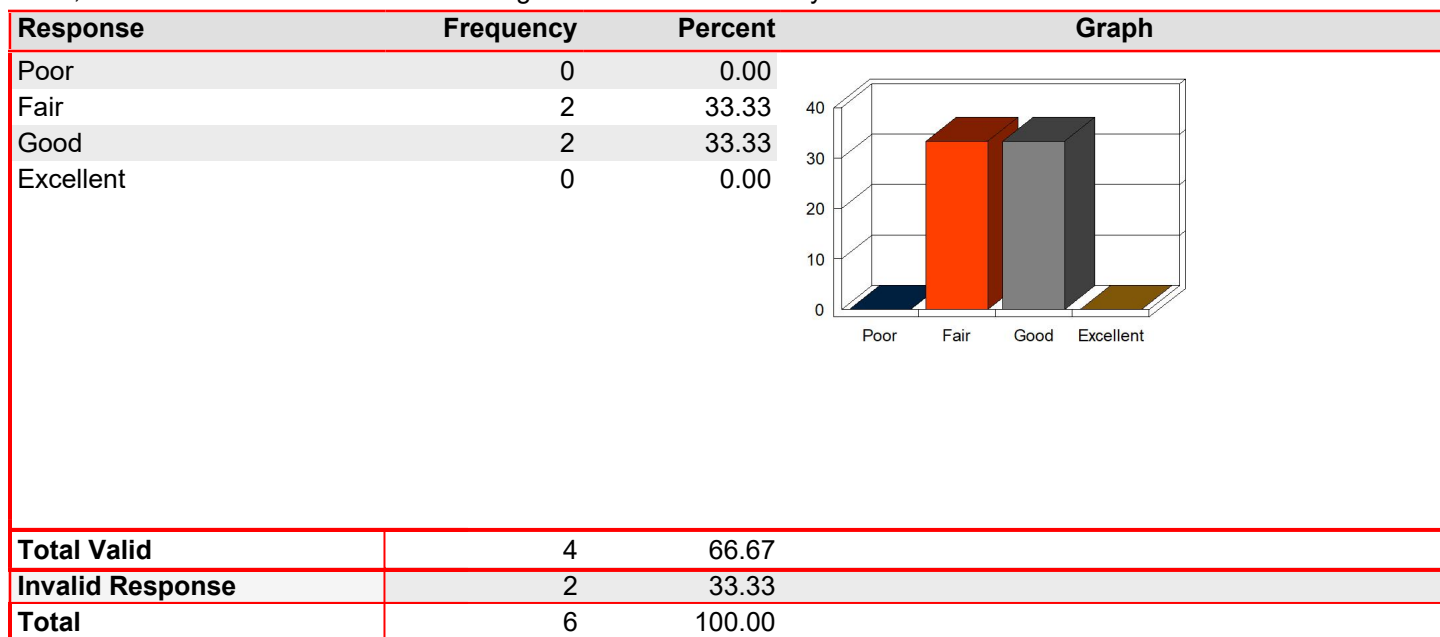 Response Frequency Percent Graph
Poor 0 0.00
Fair 2 33.33
Good 2 33.33
Excellent 0 0.00
40
30
20
10
0
Poor Fair Good Excellent
Total Valid 4 66.67
Invalid Response 2 33.33
Total 6 100.00